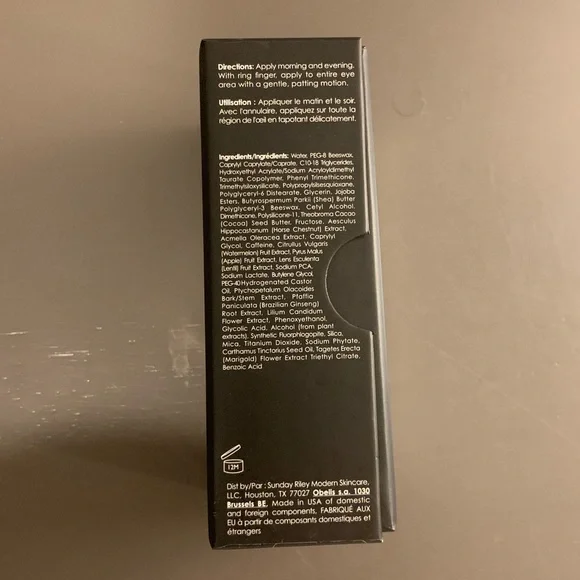 Directions: Apply morning and evening.
With ring finger, apply to entire eye
area with a gentle, patting motion.
Utilisation : Appliquer le matin et le soir.
Avec l'annulaire, appliquez sur toute la
région de l'œil en tapotant délicatement.
Ingredients/Ingrédients: Water, PEG-8 Beeswax,
Caprylyl Caprylate/Caprate, C10-18 Triglycerides,
Hydroxyethyl Acrylate/Sodium Acryloyldimethyl
Taurate Copolymer, Phenyl Trimethicone,
Trimethylsiloxysilicate, Polypropylsilsesquioxane,
Polyglyceryl-6 Distearate, Glycerin, Jojoba
Esters, Butyrospermum Parkii (Shea) Butter
Polyglyceryl-3 Beeswax, Cetyl Alcohol,
Dimethicone, Polysilicone-11, Theobroma Cacao
(Cocoa) Seed Butter, Fructose, Aesculus
Hippocastanum (Horse Chestnut) Extract,
Acmella Oleracea Extract, Caprylyl
Glycol, Caffeine, Citrullus Vulgaris
(Watermelon) Fruit Extract, Pyrus Malus
(Apple) Fruit Extract, Lens Esculenta
(Lentil) Fruit Extract, Sodium PCA,
Sodium Lactate, Butylene Glycol,
PEG-40 Hydrogenated Castor
Oil, Ptychopetalum Olacoides
Bark/Stem Extract, Pfaffia
Paniculata (Brazilian Ginseng)
Root Extract, Lilium Candidum
Flower Extract, Phenoxyethanol,
Glycolic Acid, Alcohol (from plant
extracts), Synthetic Fluorphlogopite, Silica,
Mica, Titanium Dioxide, Sodium Phytate,
Carthamus Tinctorius Seed Oil, Tagetes Erecta
(Marigold) Flower Extract Triethyl Citrate,
Benzoic Acid
12M
Dist by/Par : Sunday Riley Modern Skincare,
LLC, Houston, TX 77027 Obelis s.a. 1030
Brussels BE, Made in USA of domestic
and foreign components, FABRIQUÉ AUX
EU à partir de composants domestiques et
étrangers